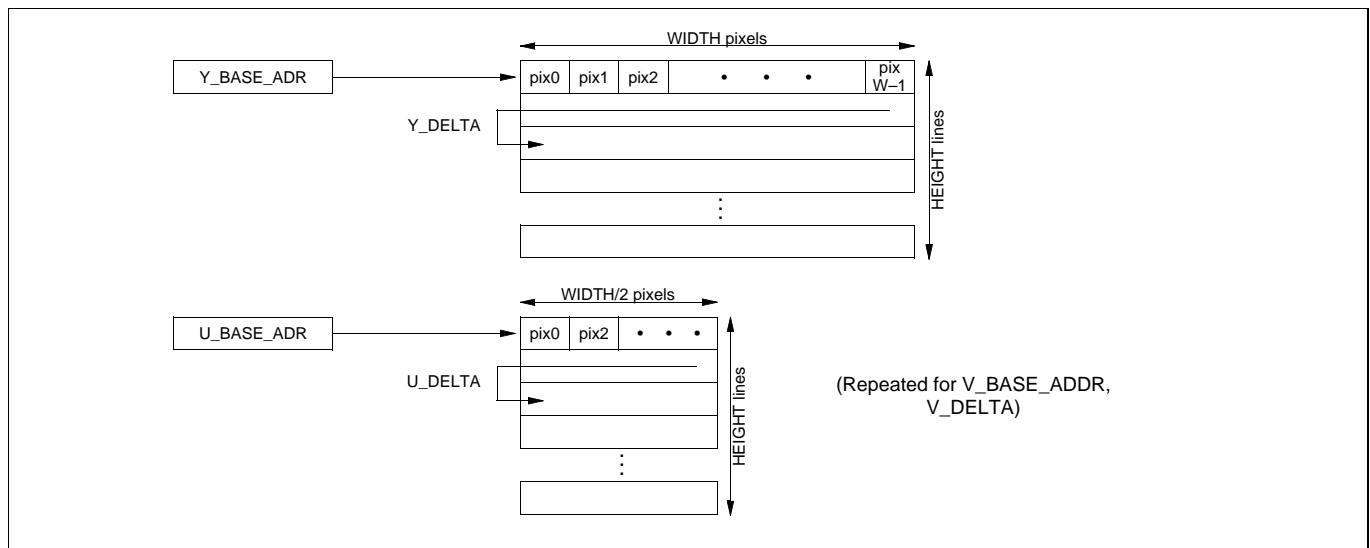 WIDTH pixels
Y_BASE_ADR
pix0 pix1 pix2 • • • pix W–1
Y_DELTA
HEIGHT lines
WIDTH/2 pixels
U_BASE_ADR
pix0 pix2 • • •
U_DELTA
HEIGHT lines
(Repeated for V_BASE_ADDR,
V_DELTA)